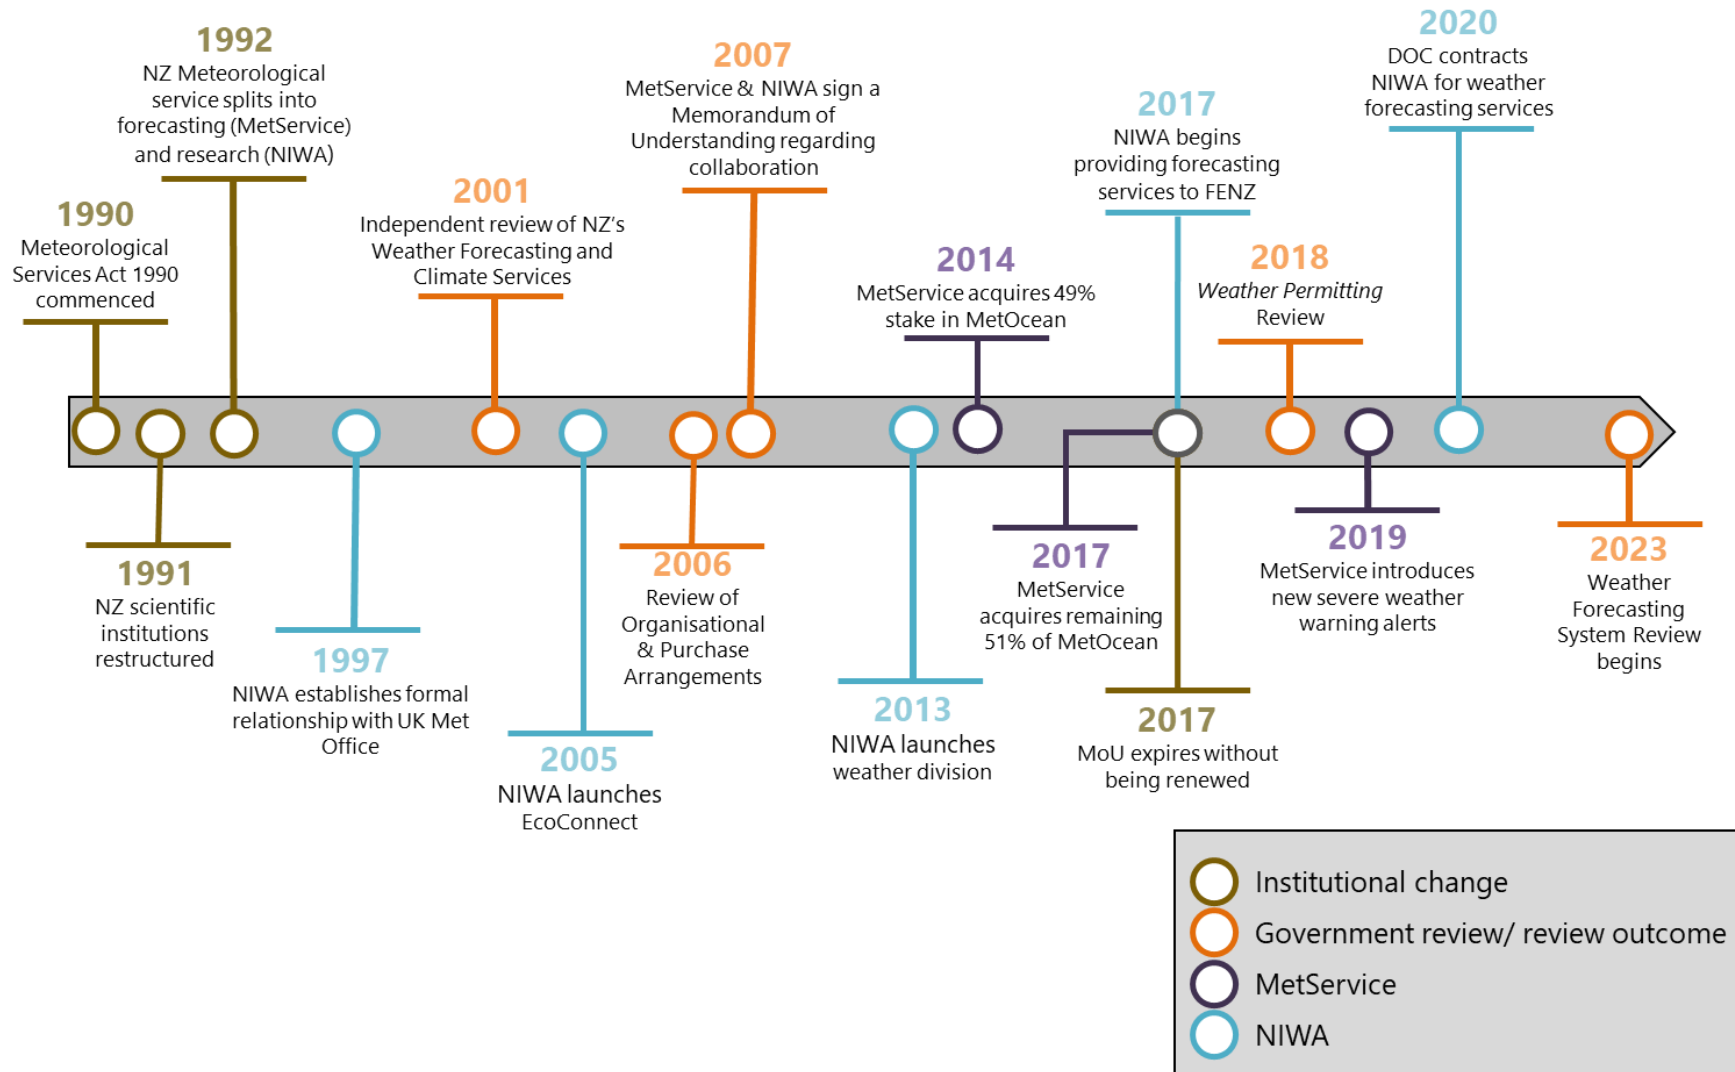 1990
Meteorological
Services Act 1990
commenced
1991
NZ scientific
institutions
restructured
1992
NZ Meteorological
service splits into
forecasting (MetService)
and research (NIWA)
1997
NIWA establishes formal
relationship with UK Met
Office
2001
Independent review of NZ's
Weather Forecasting and
Climate Services
2005
NIWA launches
EcoConnect
2006
Review of
Organisational
& Purchase
Arrangements
2007
MetService & NIWA sign a
Memorandum of
Understanding regarding
collaboration
2013
NIWA launches
weather division
2014
MetService acquires 49%
stake in MetOcean
2017
NIWA begins
providing forecasting
services to FENZ
2017
MetService
acquires remaining
51% of MetOcean
2017
MoU expires without
being renewed
2018
Weather Permitting
Review
2019
MetService introduces
new severe weather
warning alerts
2020
DOC contracts
NIWA for weather
forecasting services
2023
Weather
Forecasting
System Review
begins
Institutional change
Government review/ review outcome
MetService
NIWA